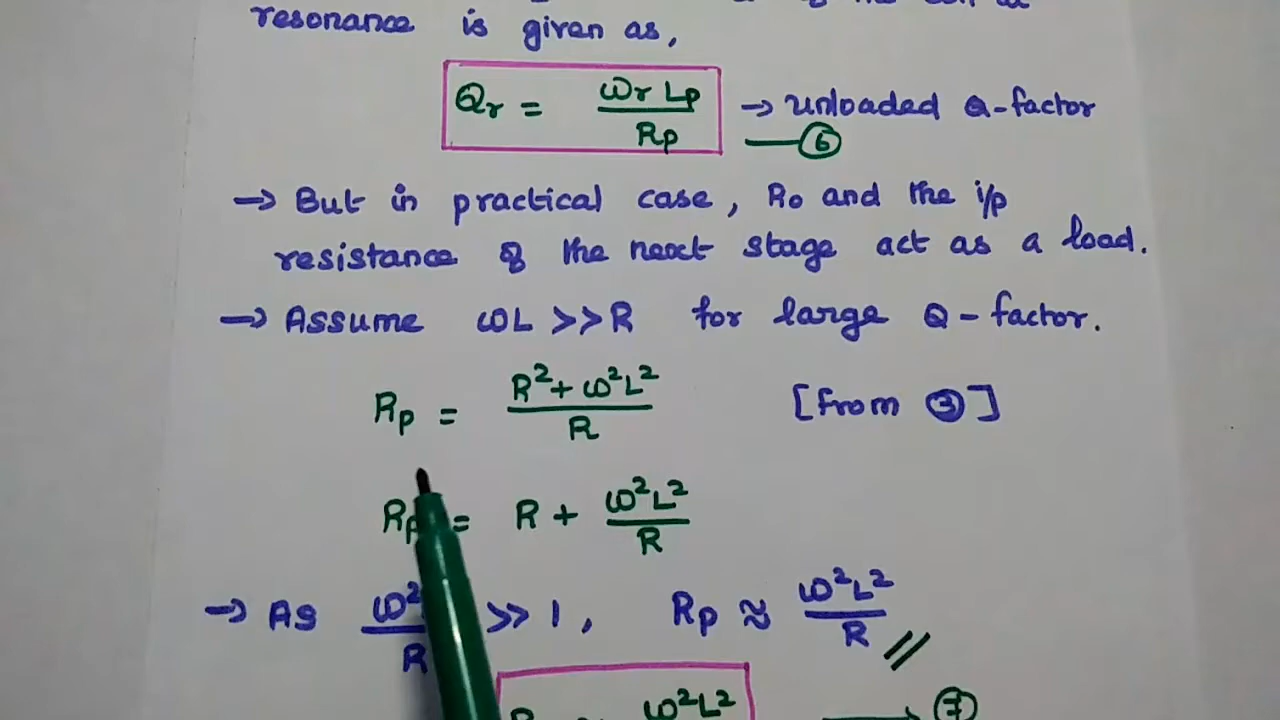 resonance is given as,
Qr = ωr Lp / Rp → unloaded Q-factor — ⑥
→ But in practical case, Ro and the i/p
resistance of the next stage act as a load.
→ Assume ωL >> R for large Q-factor.
Rp = R² + ω²L² / R [from ③]
Rp = R + ω²L² / R
→ As ω² / R >> 1, Rp ≈ ω²L² / R //
ω²L² → ⑦